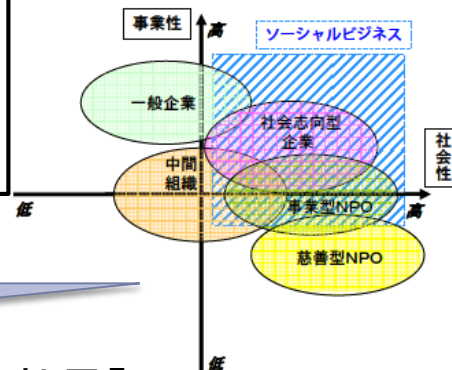 事業性
高
ソーシャルビジネス
一般企業
社会志向型
企業
社会性
中間
組織
低
事業型NPO
高
慈善型NPO
低